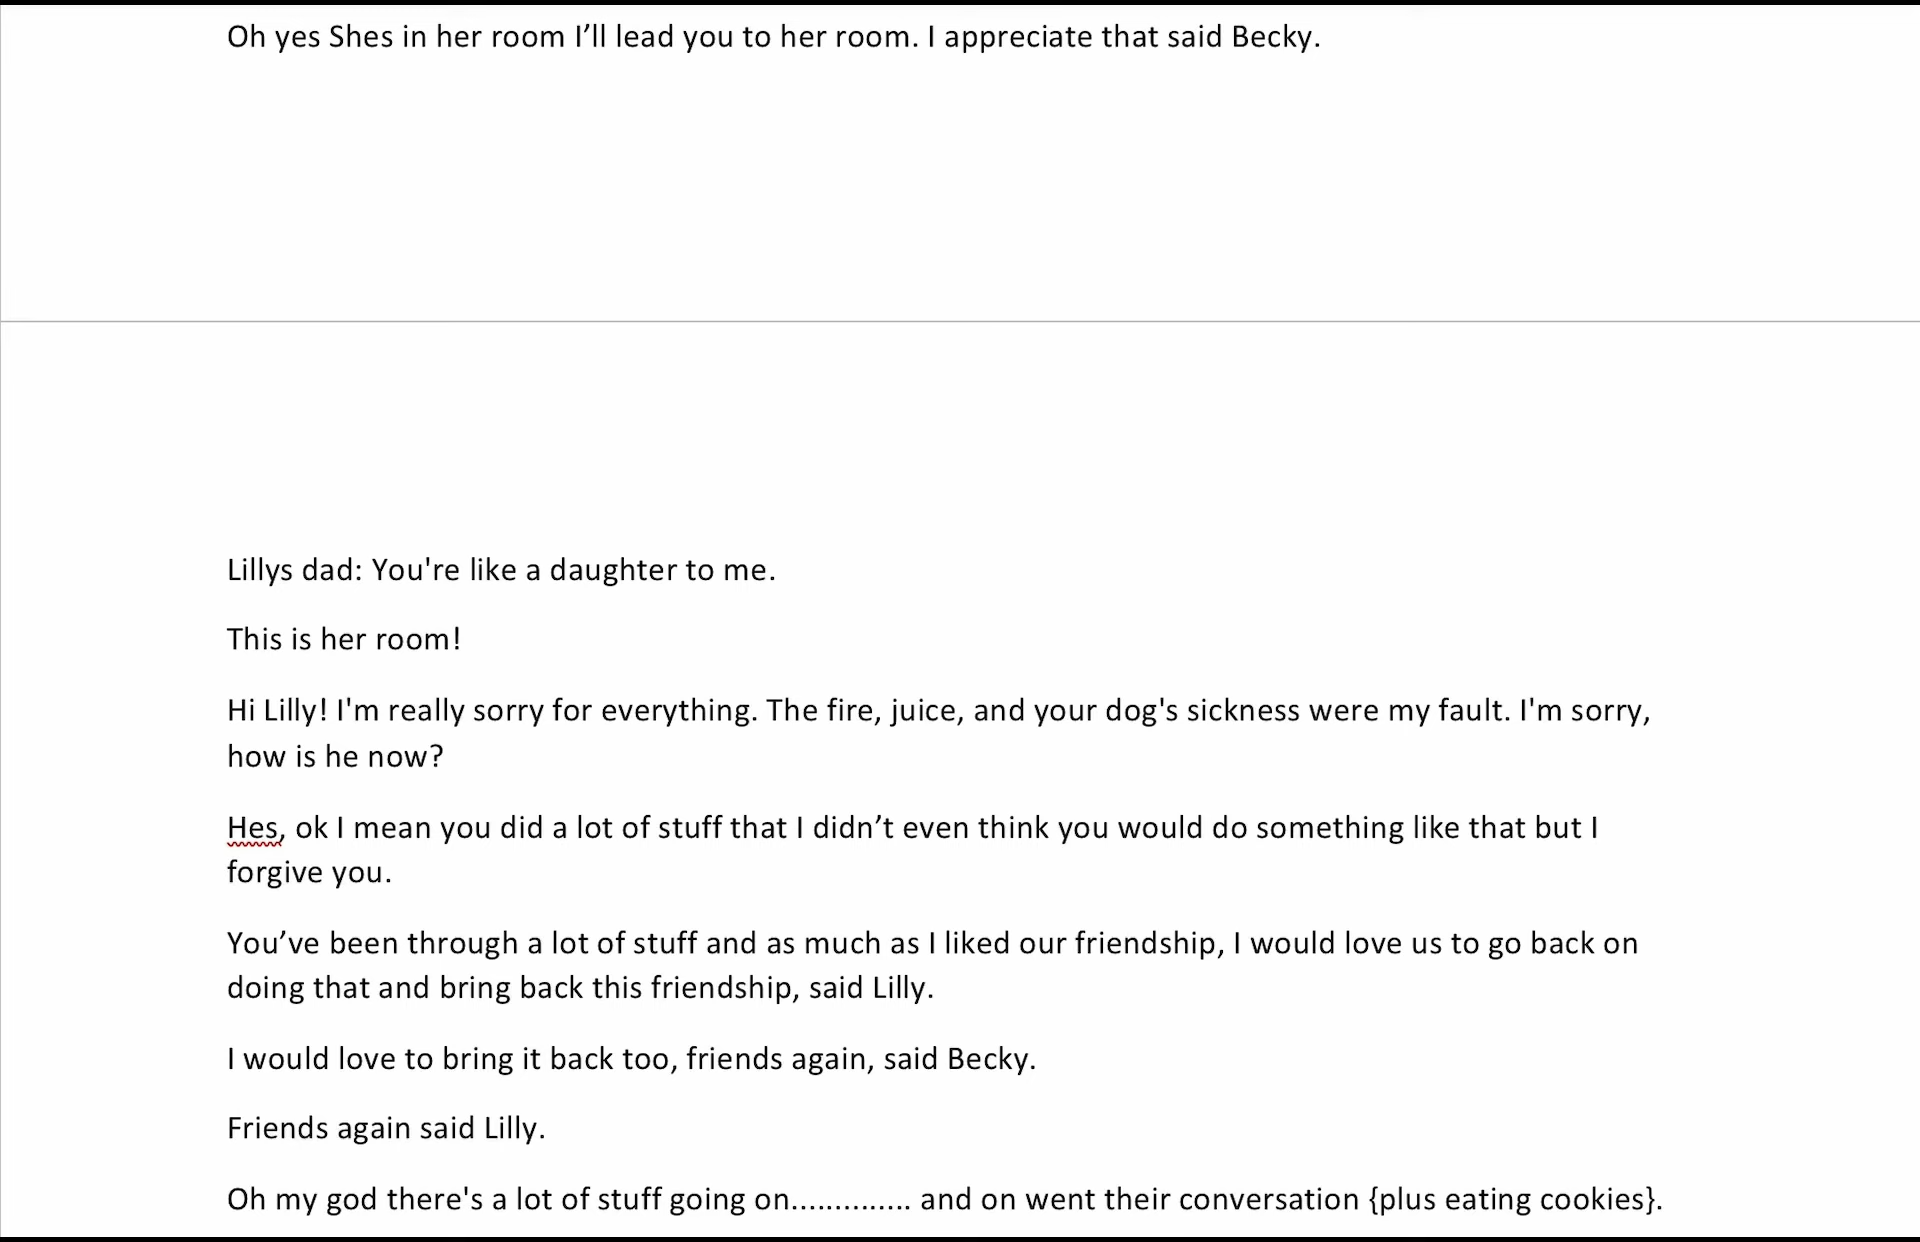 Oh yes Shes in her room I’ll lead you to her room. I appreciate that said Becky.
Lillys dad: You're like a daughter to me.
This is her room!
Hi Lilly! I'm really sorry for everything. The fire, juice, and your dog's sickness were my fault. I'm sorry,
how is he now?
Hes, ok I mean you did a lot of stuff that I didn’t even think you would do something like that but I
forgive you.
You’ve been through a lot of stuff and as much as I liked our friendship, I would love us to go back on
doing that and bring back this friendship, said Lilly.
I would love to bring it back too, friends again, said Becky.
Friends again said Lilly.
Oh my god there's a lot of stuff going on.............. and on went their conversation {plus eating cookies}.